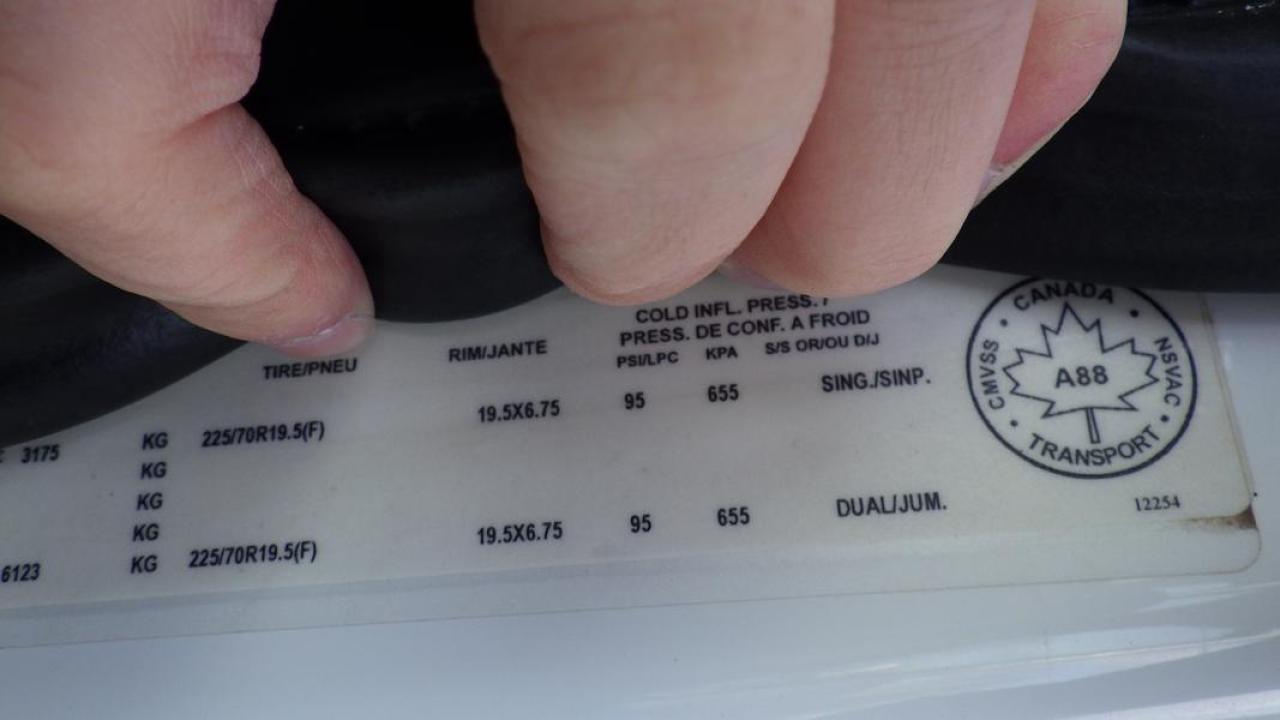 COLD INFL. PRESS. /
PRESS. DE CONF. A FROID
TIRE/PNEU RIM/JANTE PSI/LPC KPA S/S OR/OU D/J
3175 KG 225/70R19.5(F) 19.5X6.75 95 655 SING./SINP.
KG
KG
KG
6123 KG 225/70R19.5(F) 19.5X6.75 95 655 DUAL/JUM.
CANADA
CMVSS A88 NSVAC
TRANSPORT
12254